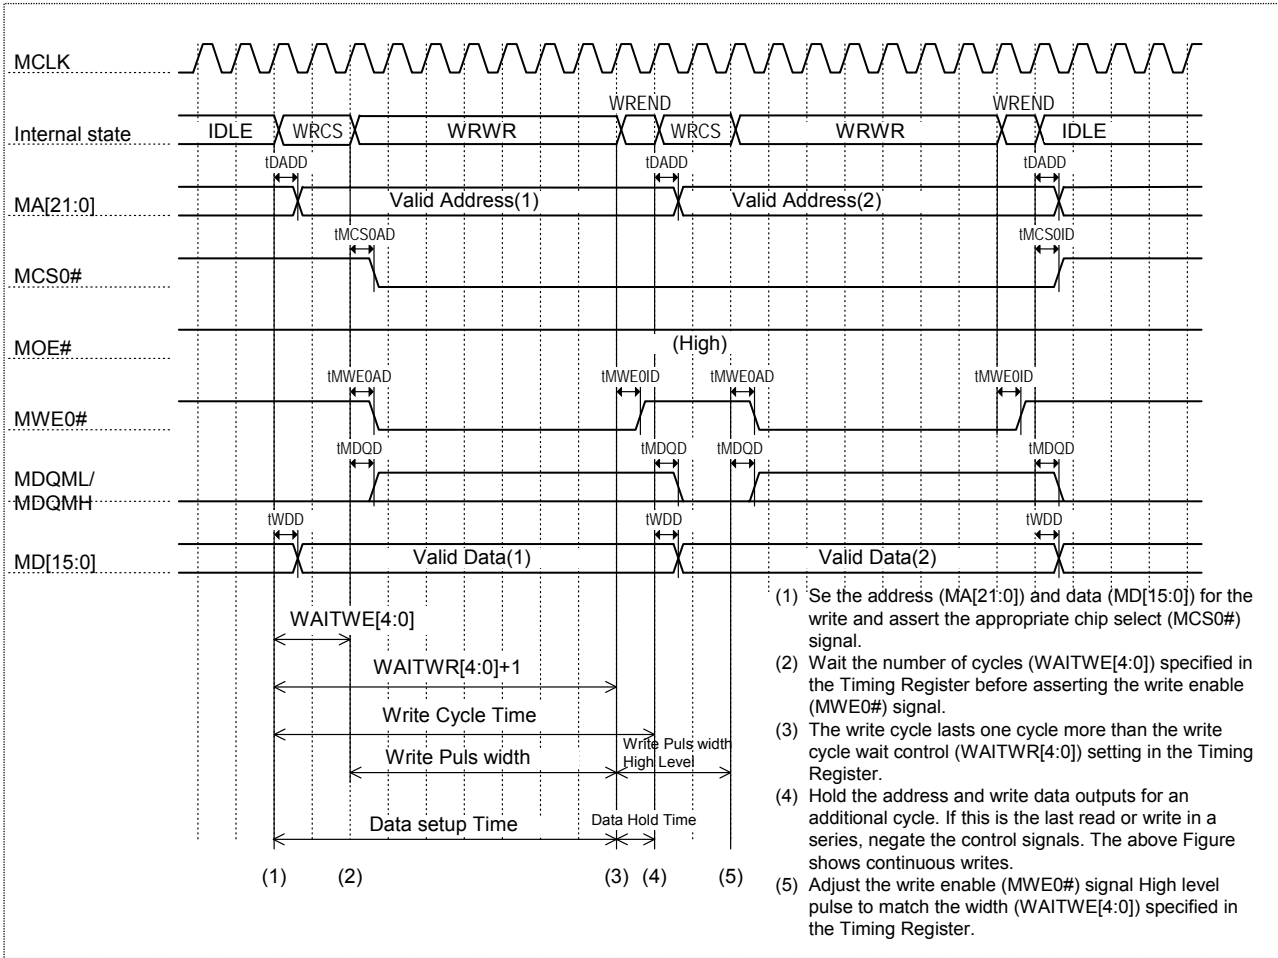 MCLK
WREND WREND
Internal state IDLE WRCS WRWR WRCS WRWR IDLE
tDADD tDADD tDADD
MA[21:0] Valid Address(1) Valid Address(2)
tMCS0AD tMCS0ID
MCS0#
MOE# (High)
tMWE0AD tMWE0ID tMWE0AD tMWE0ID
MWE0#
tMDQD tMDQD tMDQD tMDQD
MDQML/
MDQMH
tWDD tWDD tWDD
MD[15:0] Valid Data(1) Valid Data(2)
WAITWE[4:0]
WAITWR[4:0]+1
Write Cycle Time
Write Puls width
Write Puls width
High Level
Data setup Time
Data Hold Time
(1) (2) (3) (4) (5)
(1) Se the address (MA[21:0]) and data (MD[15:0]) for the
write and assert the appropriate chip select (MCS0#)
signal.
(2) Wait the number of cycles (WAITWE[4:0]) specified in
the Timing Register before asserting the write enable
(MWE0#) signal.
(3) The write cycle lasts one cycle more than the write
cycle wait control (WAITWR[4:0]) setting in the Timing
Register.
(4) Hold the address and write data outputs for an
additional cycle. If this is the last read or write in a
series, negate the control signals. The above Figure
shows continuous writes.
(5) Adjust the write enable (MWE0#) signal High level
pulse to match the width (WAITWE[4:0]) specified in
the Timing Register.